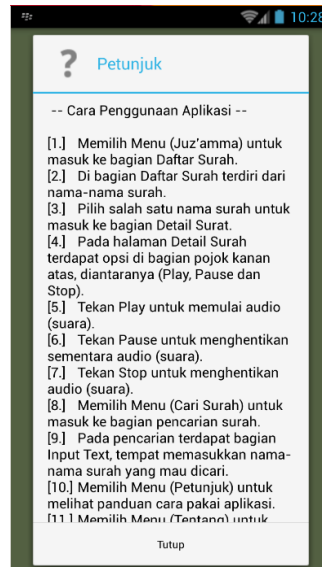 10:28
Petunjuk
-- Cara Penggunaan Aplikasi --
[1.] Memilih Menu (Juz'amma) untuk
masuk ke bagian Daftar Surah.
[2.] Di bagian Daftar Surah terdiri dari
nama-nama surah.
[3.] Pilih salah satu nama surah untuk
masuk ke bagian Detail Surat.
[4.] Pada halaman Detail Surah
terdapat opsi di bagian pojok kanan
atas, diantaranya (Play, Pause dan
Stop).
[5.] Tekan Play untuk memulai audio
(suara).
[6.] Tekan Pause untuk menghentikan
sementara audio (suara).
[7.] Tekan Stop untuk menghentikan
audio (suara).
[8.] Memilih Menu (Cari Surah) untuk
masuk ke bagian pencarian surah.
[9.] Pada pencarian terdapat bagian
Input Text, tempat memasukkan nama-
nama surah yang mau dicari.
[10.] Memilih Menu (Petunjuk) untuk
melihat panduan cara pakai aplikasi.
[11.] Memilih Menu (Tentang) untuk
Tutup